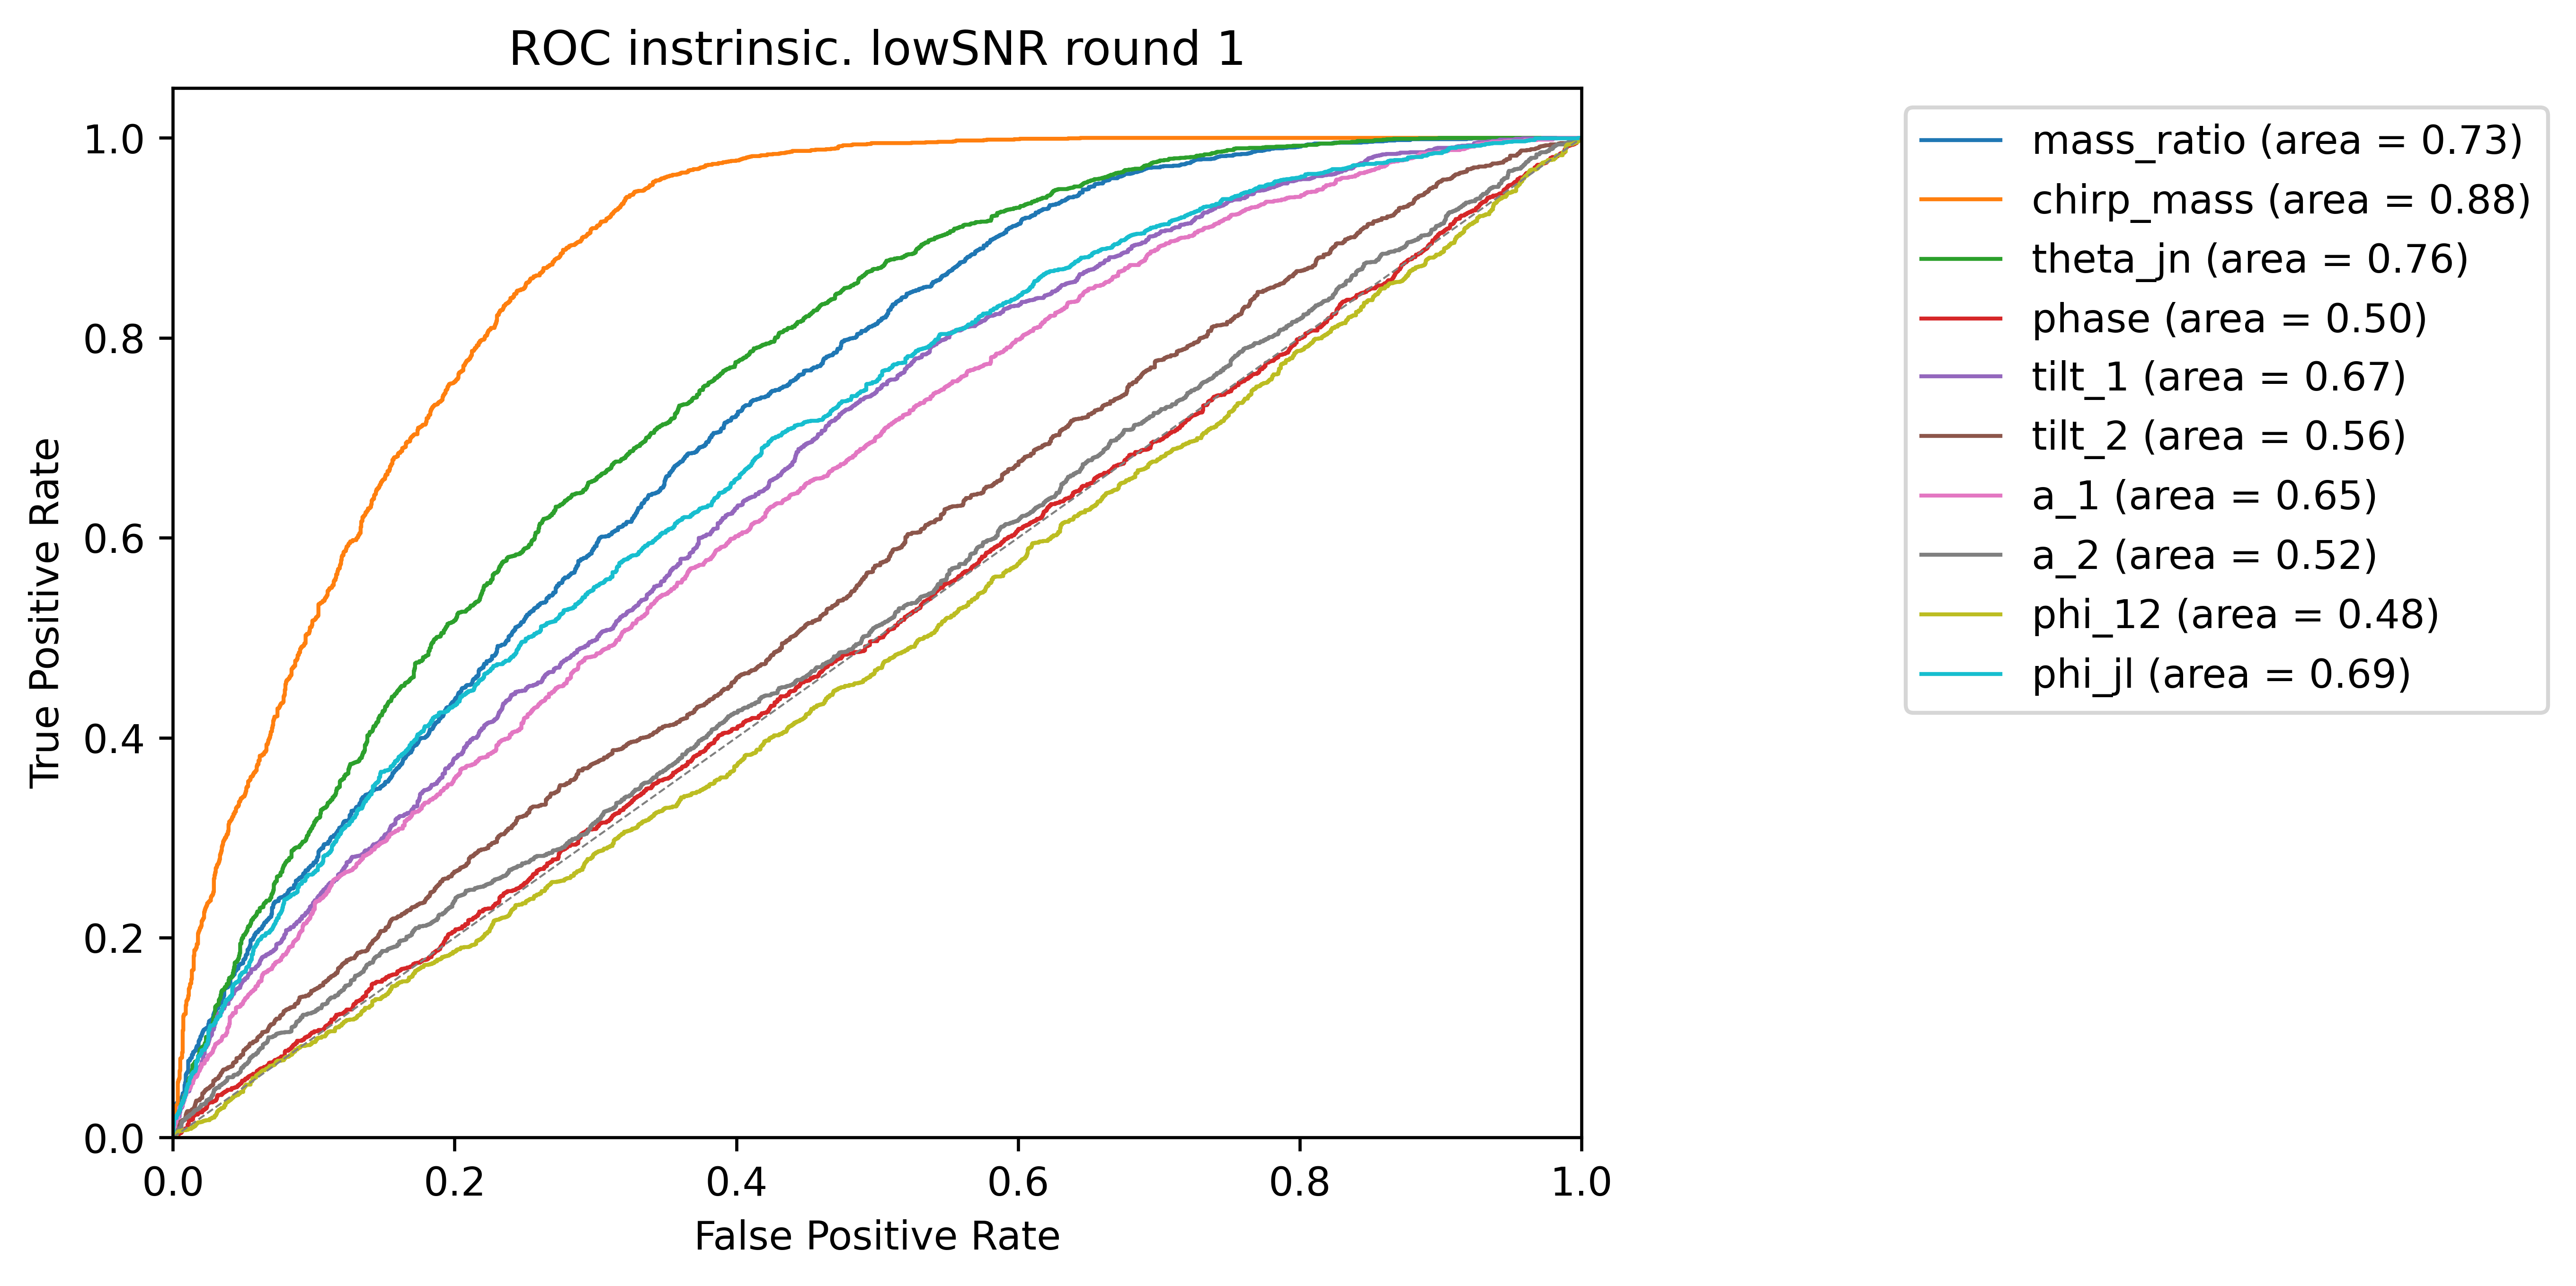 ROC instrinsic. lowSNR round 1
1.0
0.8
0.6
0.4
0.2
0.0
True Positive Rate
0.0 0.2 0.4 0.6 0.8 1.0
False Positive Rate
mass_ratio (area = 0.73)
chirp_mass (area = 0.88)
theta_jn (area = 0.76)
phase (area = 0.50)
tilt_1 (area = 0.67)
tilt_2 (area = 0.56)
a_1 (area = 0.65)
a_2 (area = 0.52)
phi_12 (area = 0.48)
phi_jl (area = 0.69)